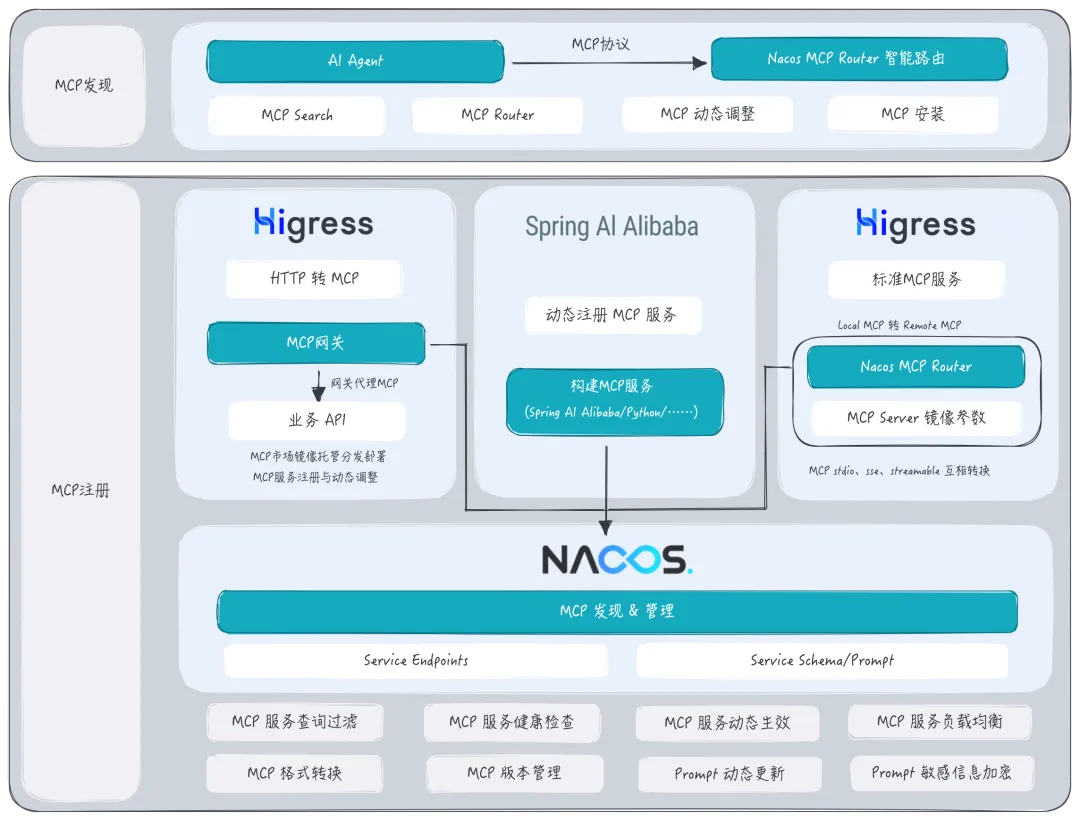 MCP发现
AI Agent
MCP协议
Nacos MCP Router 智能路由
MCP Search
MCP Router
MCP 动态调整
MCP 安装
MCP注册
Higress
HTTP 转 MCP
MCP网关
网关代理MCP
业务 API
MCP市场镜像托管分发部署
MCP服务注册与动态调整
Spring AI Alibaba
动态注册 MCP 服务
构建MCP服务
(Spring AI Alibaba/Python/……)
Higress
标准MCP服务
Local MCP 转 Remote MCP
Nacos MCP Router
MCP Server 镜像参数
MCP stdio、sse、streamable 互相转换
NACOS.
MCP 发现 & 管理
Service Endpoints
Service Schema/Prompt
MCP 服务查询过滤
MCP 服务健康检查
MCP 服务动态生效
MCP 服务负载均衡
MCP 格式转换
MCP 版本管理
Prompt 动态更新
Prompt 敏感信息加密